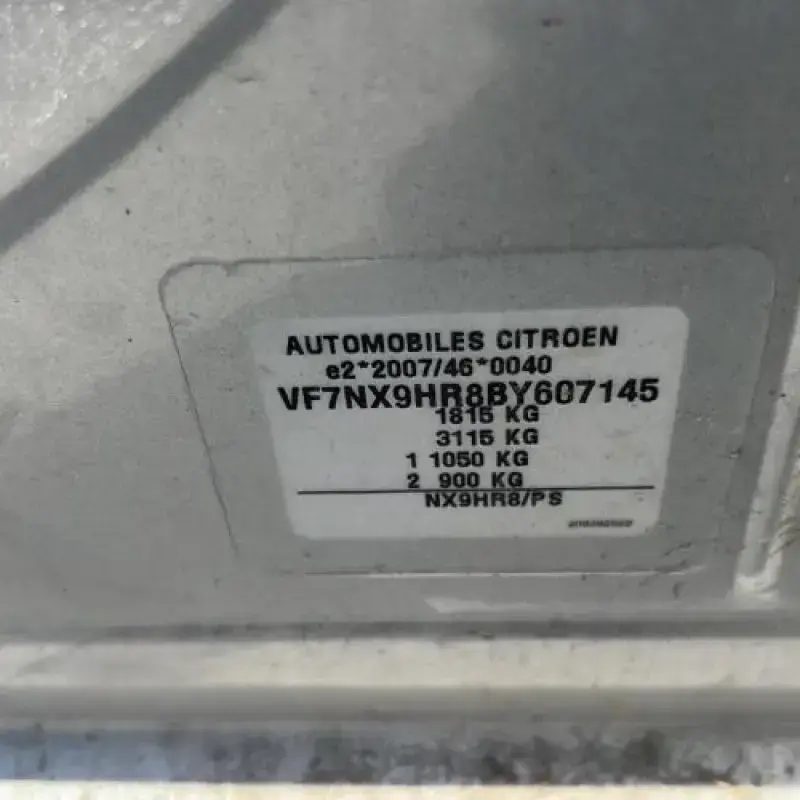 AUTOMOBILES CITROEN
e2*2007/46*0040
VF7NX9HR8BY607145
1815 KG
3115 KG
1 1050 KG
2 900 KG
NX9HR8/PS